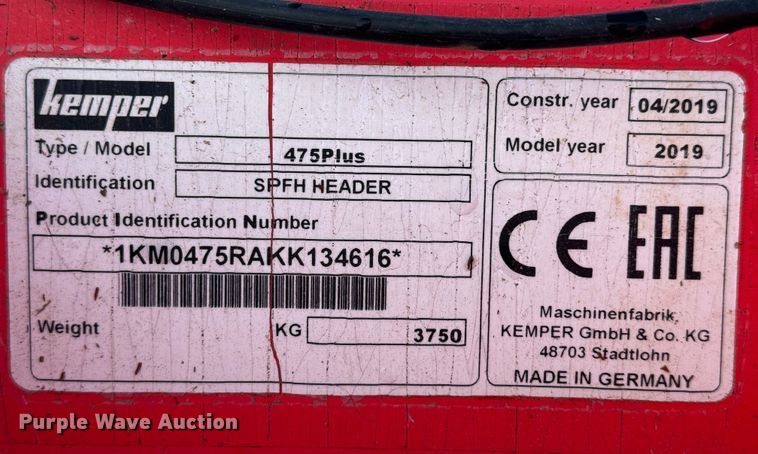 kemper
Type / Model 475Plus
Identification SPFH HEADER
Product Identification Number
*1KM0475RAKK134616*
Weight KG 3750
Constr. year 04/2019
Model year 2019
CE EAC
Maschinenfabrik
KEMPER GmbH & Co. KG
48703 Stadtlohn
MADE IN GERMANY
Purple Wave Auction